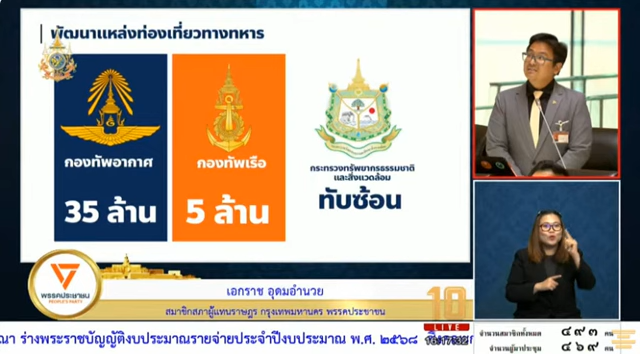 พัฒนาแหล่งท่องเที่ยวทางทหาร
กองทัพอากาศ
35 ล้าน
กองทัพเรือ
5 ล้าน
กระทรวงทรัพยากรธรรมชาติ
และสิ่งแวดล้อม
ทับซ้อน
พรรคประชาชน
PEOPLE'S PARTY
เอกราช อุดมอำนวย
สมาชิกสภาผู้แทนราษฎร กรุงเทพมหานคร พรรคประชาชน
10
LIVE
ณา ร่างพระราชบัญญัติงบประมาณรายจ่ายประจำปีงบประมาณ พ.ศ. ๒๕๖๘
จำนวนสมาชิกทั้งหมด ๔๙๓ คน
จำนวนผู้มาประชุม ๔๖๙ คน